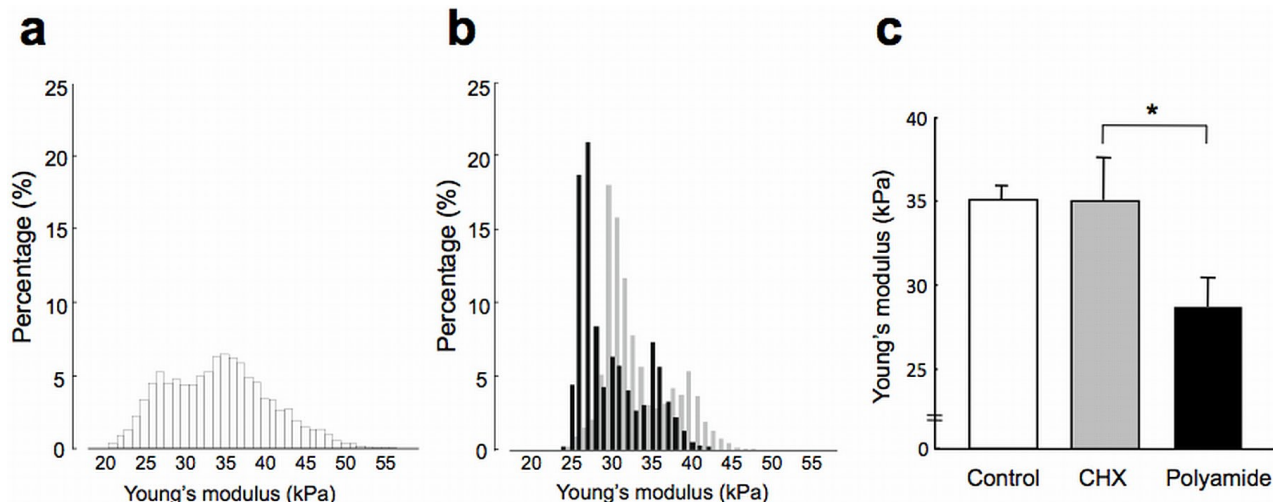 a
25
20
15
10
5
0
Percentage (%)
20 25 30 35 40 45 50 55
Young's modulus (kPa)
b
25
20
15
10
5
0
Percentage (%)
20 25 30 35 40 45 50 55
Young's modulus (kPa)
c
*
40
35
30
25
0
Young's modulus (kPa)
Control CHX Polyamide